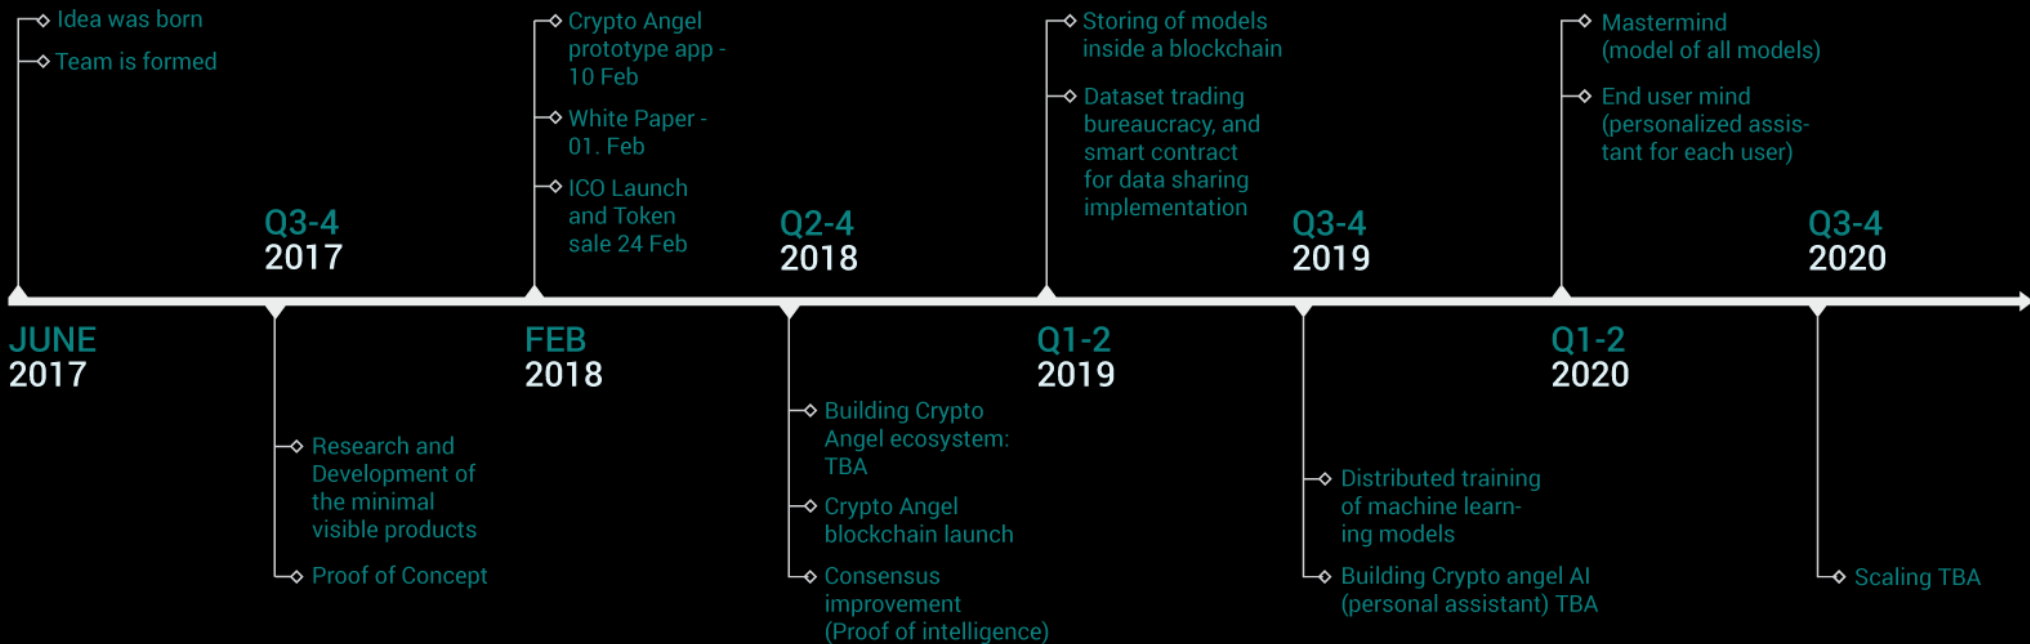 Idea was born
Team is formed
JUNE
2017
Q3-4
2017
Research and
Development of
the minimal
visible products
Proof of Concept
Crypto Angel
prototype app -
10 Feb
White Paper -
01. Feb
ICO Launch
and Token
sale 24 Feb
FEB
2018
Q2-4
2018
Building Crypto
Angel ecosystem:
TBA
Crypto Angel
blockchain launch
Consensus
improvement
(Proof of intelligence)
Storing of models
inside a blockchain
Dataset trading
bureaucracy, and
smart contract
for data sharing
implementation
Q1-2
2019
Q3-4
2019
Distributed training
of machine learn-
ing models
Building Crypto angel AI
(personal assistant) TBA
Mastermind
(model of all models)
End user mind
(personalized assis-
tant for each user)
Q1-2
2020
Q3-4
2020
Scaling TBA